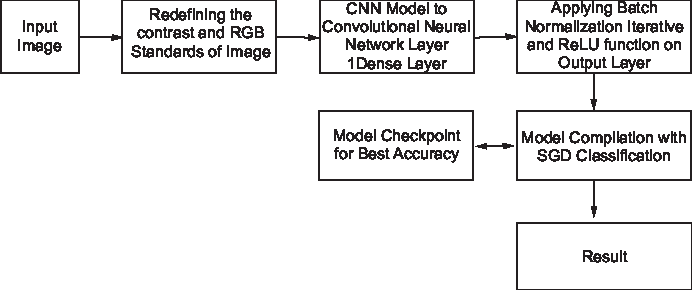 Input
Image
Redefining the
contrast and RGB
Standards of Image
CNN Model to
Convolutional Neural
Network Layer
1Dense Layer
Applying Batch
Normalization Iterative
and ReLU function on
Output Layer
Model Checkpoint
for Best Accuracy
Model Compilation with
SGD Classification
Result